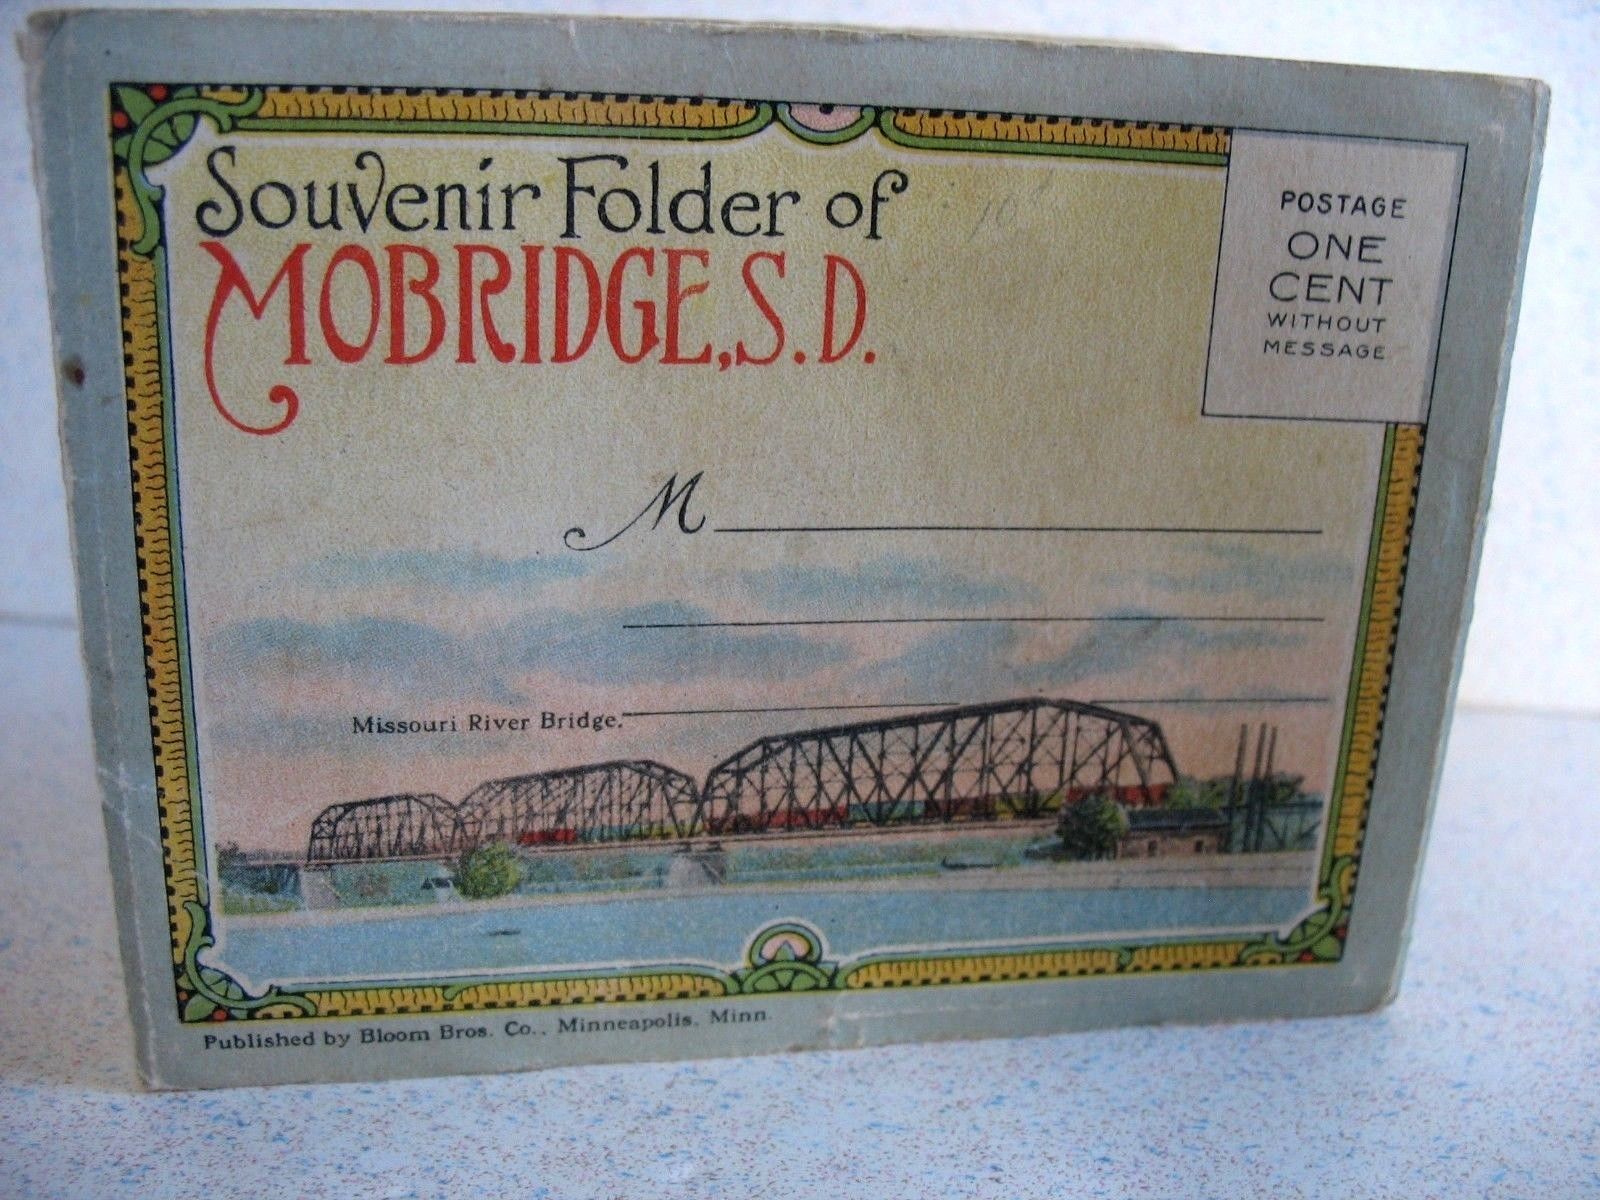 Souvenir Folder of
MOBRIDGE, S. D.
10
POSTAGE
ONE
CENT
WITHOUT
MESSAGE
M
Missouri River Bridge.
Published by Bloom Bros. Co., Minneapolis. Minn.